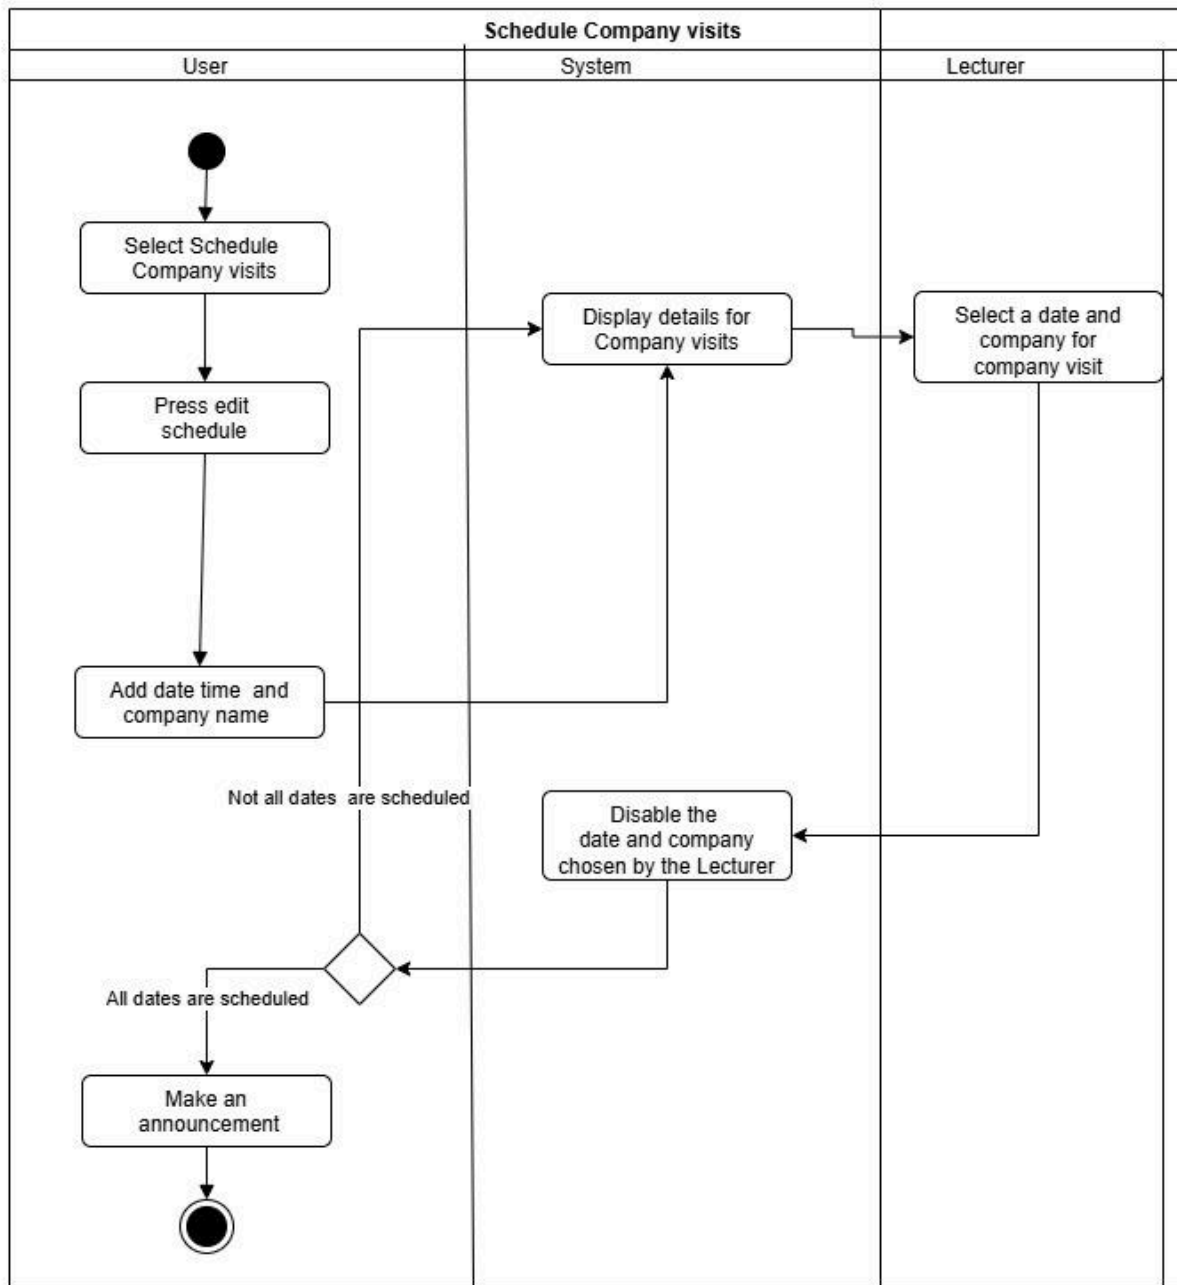 Schedule Company visits
User
System
Lecturer
Select Schedule
Company visits
Display details for
Company visits
Select a date and
company for
company visit
Press edit
schedule
Add date time and
company name
Not all dates are scheduled
Disable the
date and company
chosen by the Lecturer
All dates are scheduled
Make an
announcement